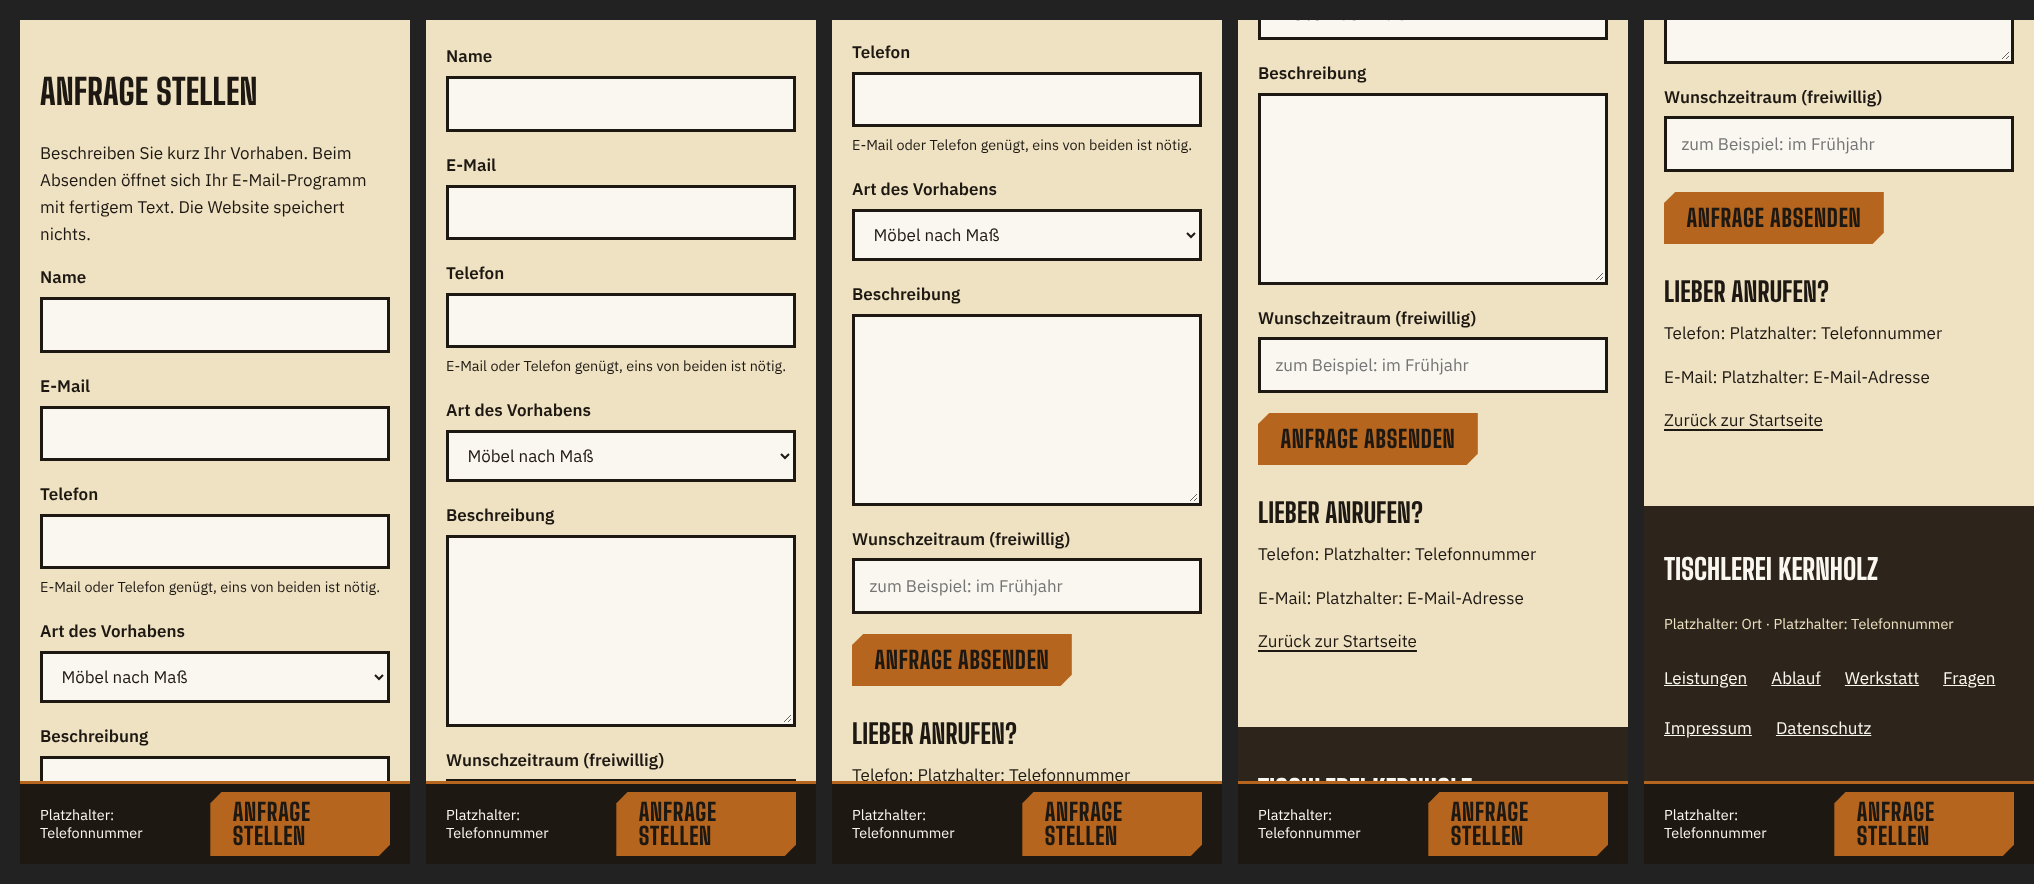 ANFRAGE STELLEN
Beschreiben Sie kurz Ihr Vorhaben. Beim
Absenden öffnet sich Ihr E-Mail-Programm
mit fertigem Text. Die Website speichert
nichts.
Name
E-Mail
Telefon
E-Mail oder Telefon genügt, eins von beiden ist nötig.
Art des Vorhabens
Möbel nach Maß
Beschreibung
Platzhalter:
Telefonnummer
ANFRAGE
STELLEN
Name
E-Mail
Telefon
E-Mail oder Telefon genügt, eins von beiden ist nötig.
Art des Vorhabens
Möbel nach Maß
Beschreibung
Wunschzeitraum (freiwillig)
Platzhalter:
Telefonnummer
ANFRAGE
STELLEN
Telefon
E-Mail oder Telefon genügt, eins von beiden ist nötig.
Art des Vorhabens
Möbel nach Maß
Beschreibung
Wunschzeitraum (freiwillig)
zum Beispiel: im Frühjahr
ANFRAGE ABSENDEN
LIEBER ANRUFEN?
Telefon: Platzhalter: Telefonnummer
Platzhalter:
Telefonnummer
ANFRAGE
STELLEN
Beschreibung
Wunschzeitraum (freiwillig)
zum Beispiel: im Frühjahr
ANFRAGE ABSENDEN
LIEBER ANRUFEN?
Telefon: Platzhalter: Telefonnummer
E-Mail: Platzhalter: E-Mail-Adresse
Zurück zur Startseite
Platzhalter:
Telefonnummer
ANFRAGE
STELLEN
Wunschzeitraum (freiwillig)
zum Beispiel: im Frühjahr
ANFRAGE ABSENDEN
LIEBER ANRUFEN?
Telefon: Platzhalter: Telefonnummer
E-Mail: Platzhalter: E-Mail-Adresse
Zurück zur Startseite
TISCHLEREI KERNHOLZ
Platzhalter: Ort · Platzhalter: Telefonnummer
Leistungen Ablauf Werkstatt Fragen
Impressum Datenschutz
Platzhalter:
Telefonnummer
ANFRAGE
STELLEN